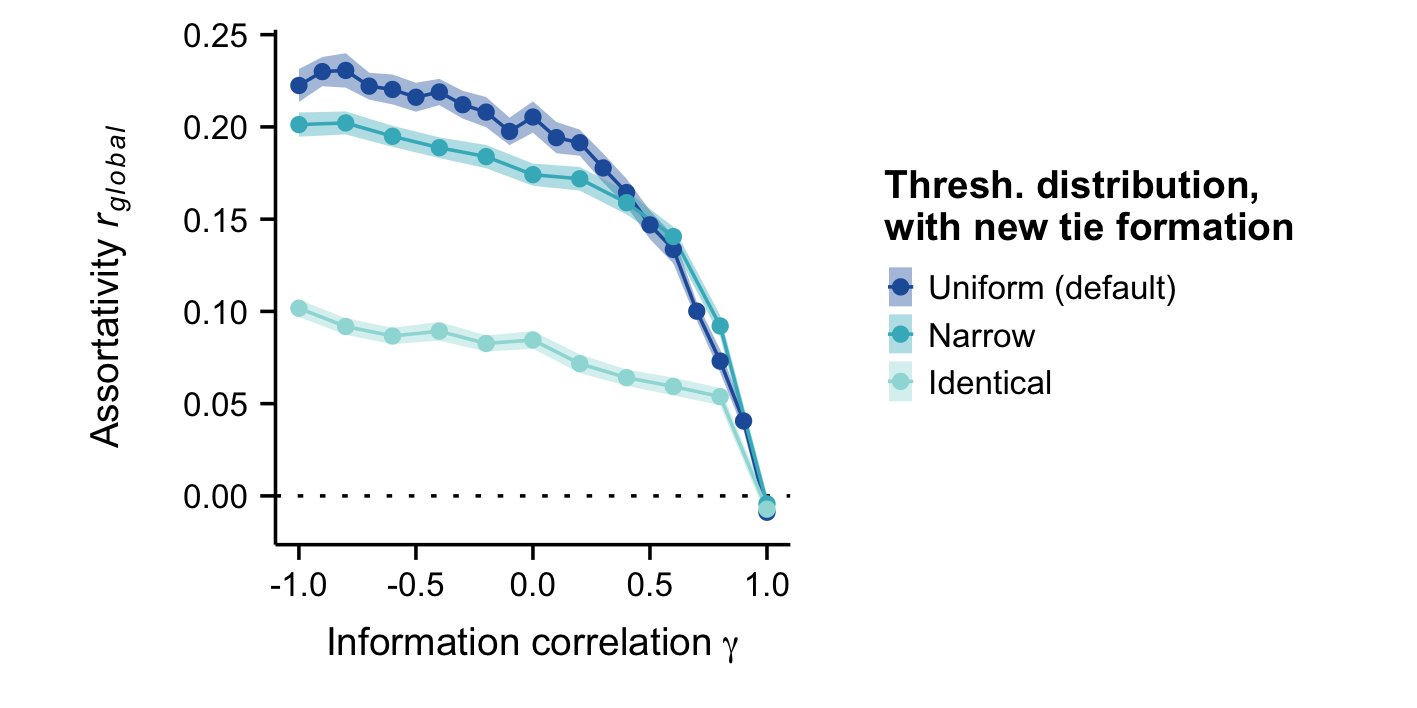 0.25
0.20
0.15
0.10
0.05
0.00
Assortativity r_global
-1.0 -0.5 0.0 0.5 1.0
Information correlation γ
Thresh. distribution,
with new tie formation
Uniform (default)
Narrow
Identical